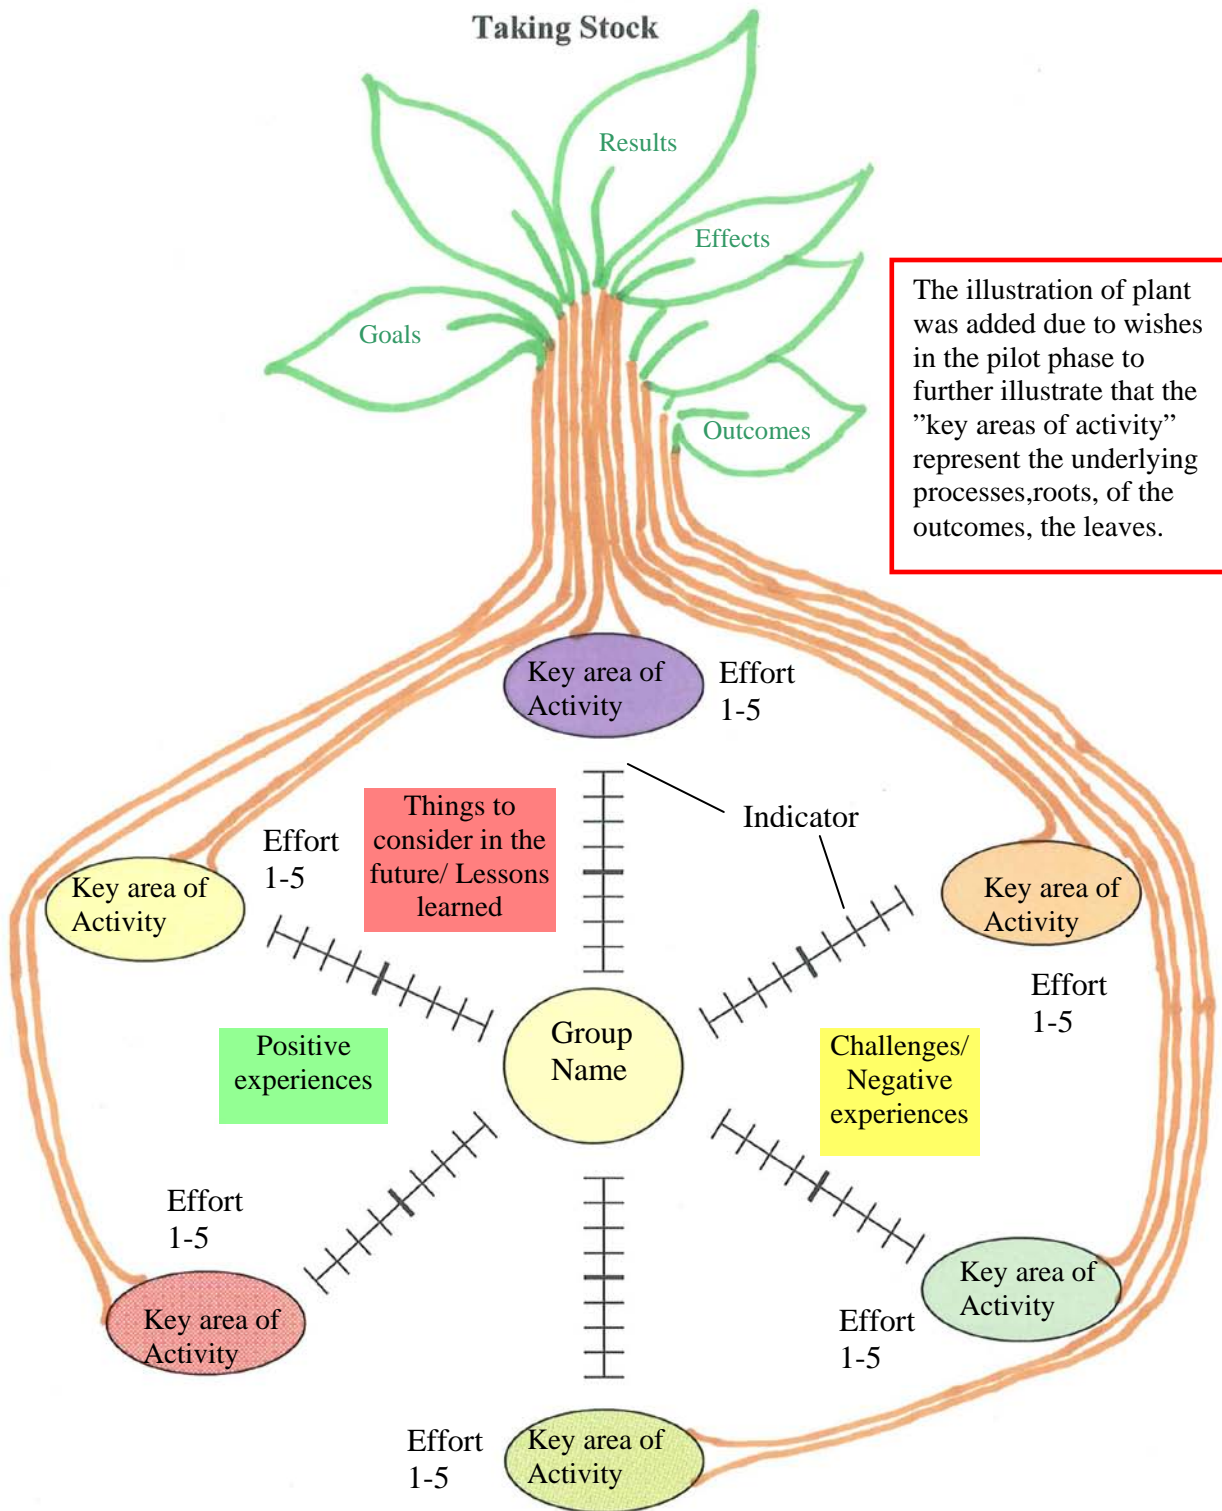 Taking Stock
Results
Effects
Goals
Outcomes
The illustration of plant
was added due to wishes
in the pilot phase to
further illustrate that the
”key areas of activity”
represent the underlying
processes,roots, of the
outcomes, the leaves.
Key area of
Activity
Effort
1-5
Things to
consider in the
future/ Lessons
learned
Indicator
Effort
1-5
Key area of
Activity
Key area of
Activity
Effort
1-5
Group
Name
Positive
experiences
Challenges/
Negative
experiences
Effort
1-5
Key area of
Activity
Key area of
Activity
Effort
1-5
Effort
1-5
Key area of
Activity